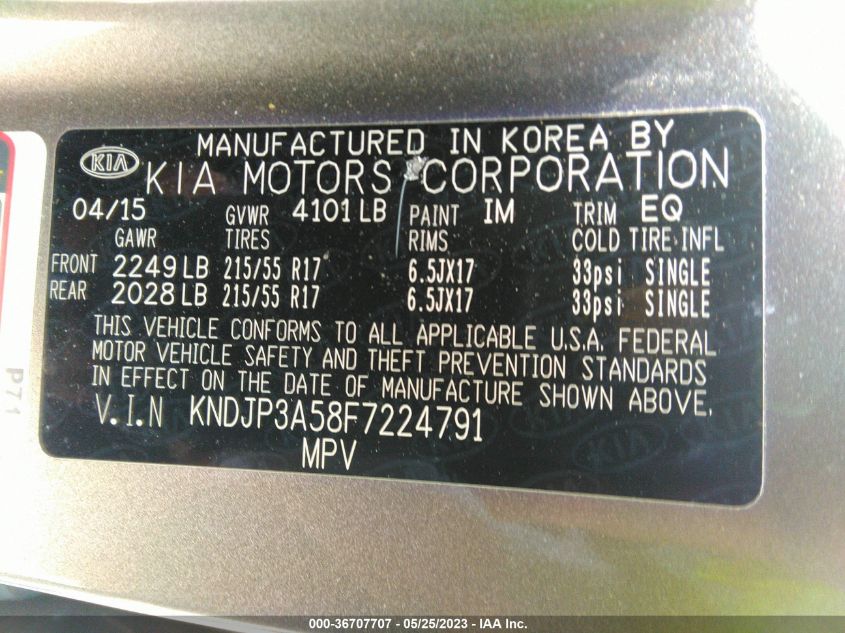 MANUFACTURED IN KOREA BY
KIA KIA MOTORS CORPORATION
04/15 GVWR 4101 LB PAINT IM TRIM EQ
GAWR TIRES RIMS COLD TIRE INFL
FRONT 2249 LB 215/55 R17 6.5JX17 33psi SINGLE
REAR 2028 LB 215/55 R17 6.5JX17 33psi SINGLE
THIS VEHICLE CONFORMS TO ALL APPLICABLE U.S.A. FEDERAL
MOTOR VEHICLE SAFETY AND THEFT PREVENTION STANDARDS
IN EFFECT ON THE DATE OF MANUFACTURE SHOWN ABOVE.
V.I.N KNDJP3A58F7224791
MPV
P71
000-36707707 - 05/25/2023 - IAA Inc.